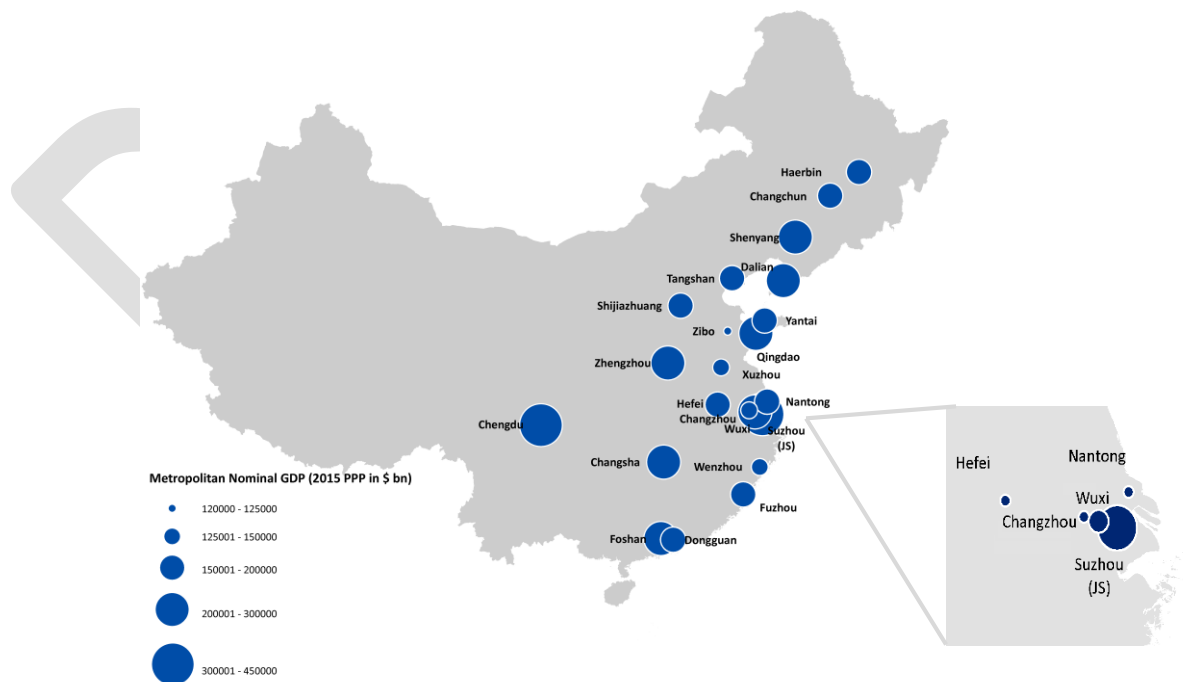 Haerbin
Changchun
Shenyang
Dalian
Tangshan
Shijiazhuang
Yantai
Zibo
Qingdao
Zhengzhou
Xuzhou
Hefei
Nantong
Changzhou
Chengdu
Wuxi
Suzhou
(JS)
Changsha
Wenzhou
Fuzhou
Foshan
Dongguan
Metropolitan Nominal GDP (2015 PPP in $ bn)
120000 - 125000
125001 - 150000
150001 - 200000
200001 - 300000
300001 - 450000
Hefei
Nantong
Wuxi
Changzhou
Suzhou
(JS)